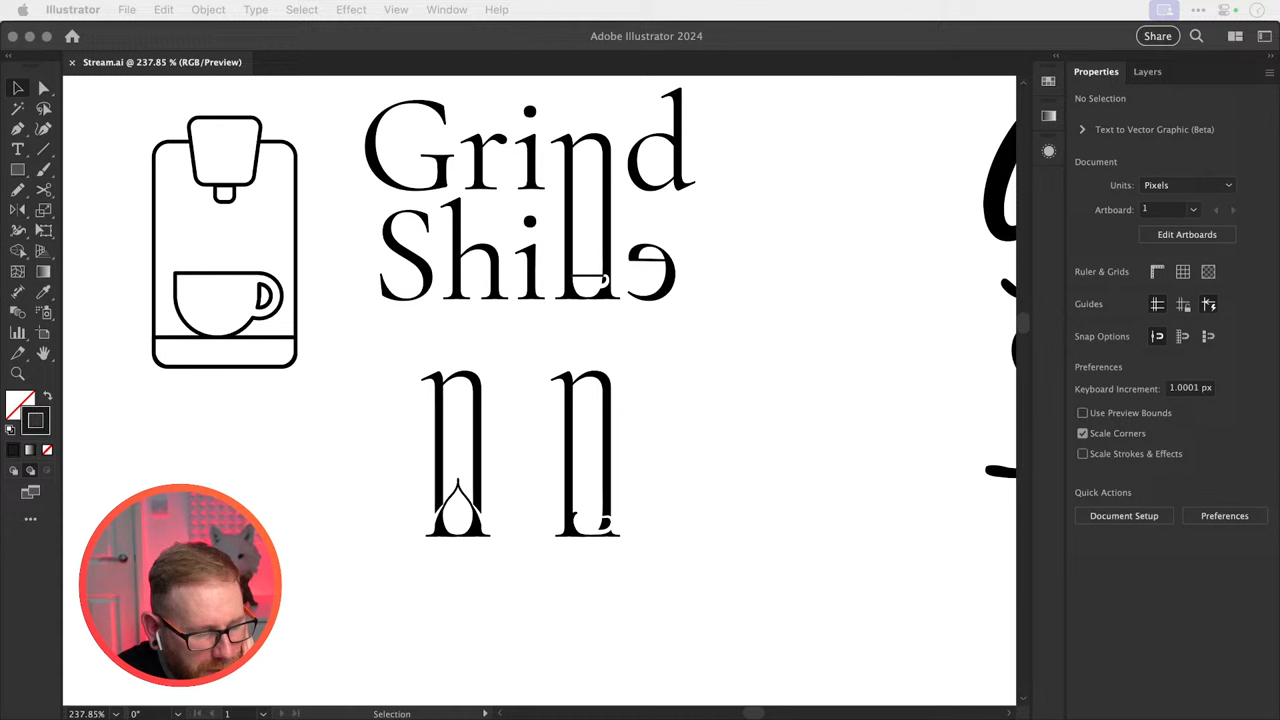 Illustrator File Edit Object Type Select Effect View Window Help
Adobe Illustrator 2024
Share
× Stream.ai @ 237.85 % (RGB/Preview)
Properties Layers
No Selection
Text to Vector Graphic (Beta)
Document
Units: Pixels
Artboard: 1
Edit Artboards
Ruler & Grids
Guides
Snap Options
Preferences
Keyboard Increment: 1.0001 px
Use Preview Bounds
Scale Corners
Scale Strokes & Effects
Quick Actions
Document Setup Preferences
Grind
Shine
n n
237.85% 0° 1 Selection